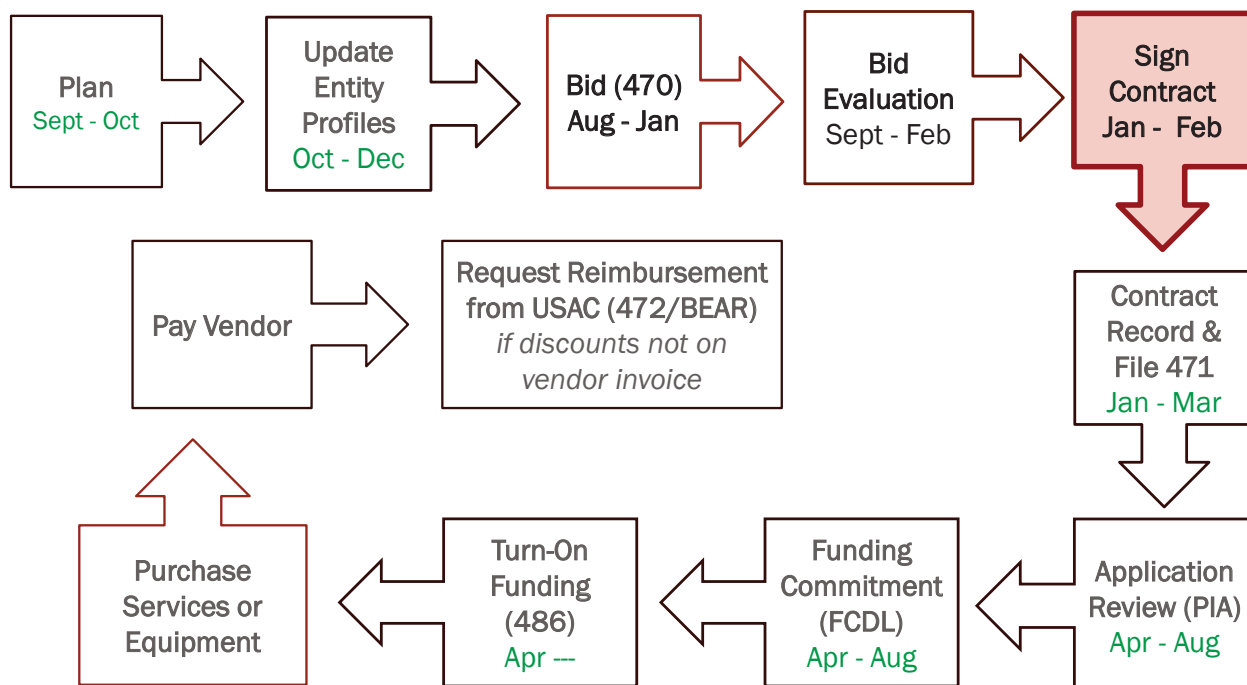 Plan
Sept - Oct
Update
Entity
Profiles
Oct - Dec
Bid (470)
Aug - Jan
Bid
Evaluation
Sept - Feb
Sign
Contract
Jan - Feb
Contract
Record &
File 471
Jan - Mar
Application
Review (PIA)
Apr - Aug
Funding
Commitment
(FCDL)
Apr - Aug
Turn-On
Funding
(486)
Apr ---
Purchase
Services or
Equipment
Pay Vendor
Request Reimbursement
from USAC (472/BEAR)
if discounts not on
vendor invoice